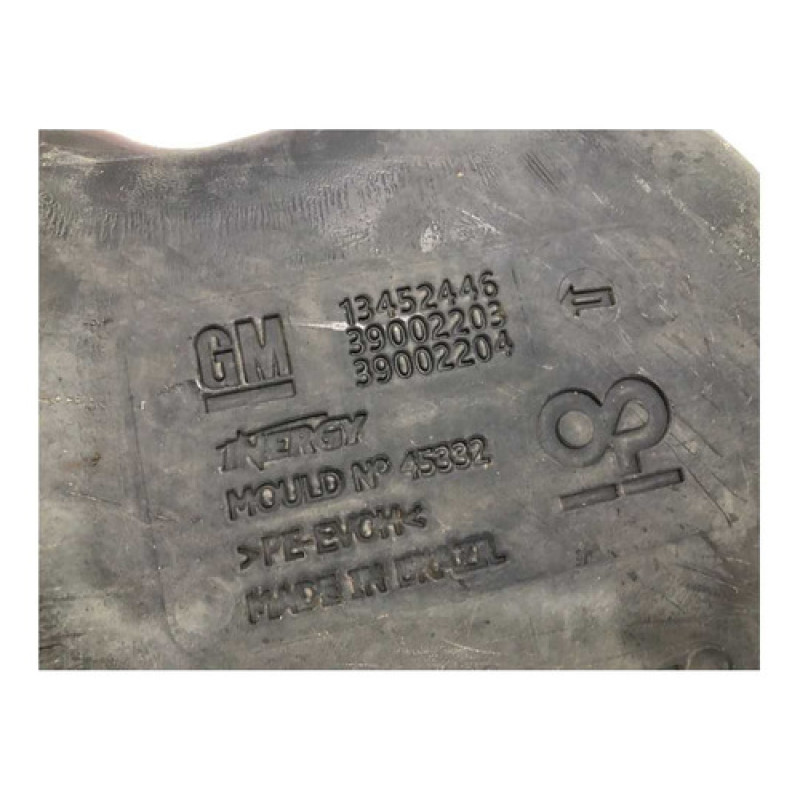 GM
13452446
39002203
39002204
INERGY
MOULD Nº 45332
>PE-EVOH<
MADE IN BRAZIL